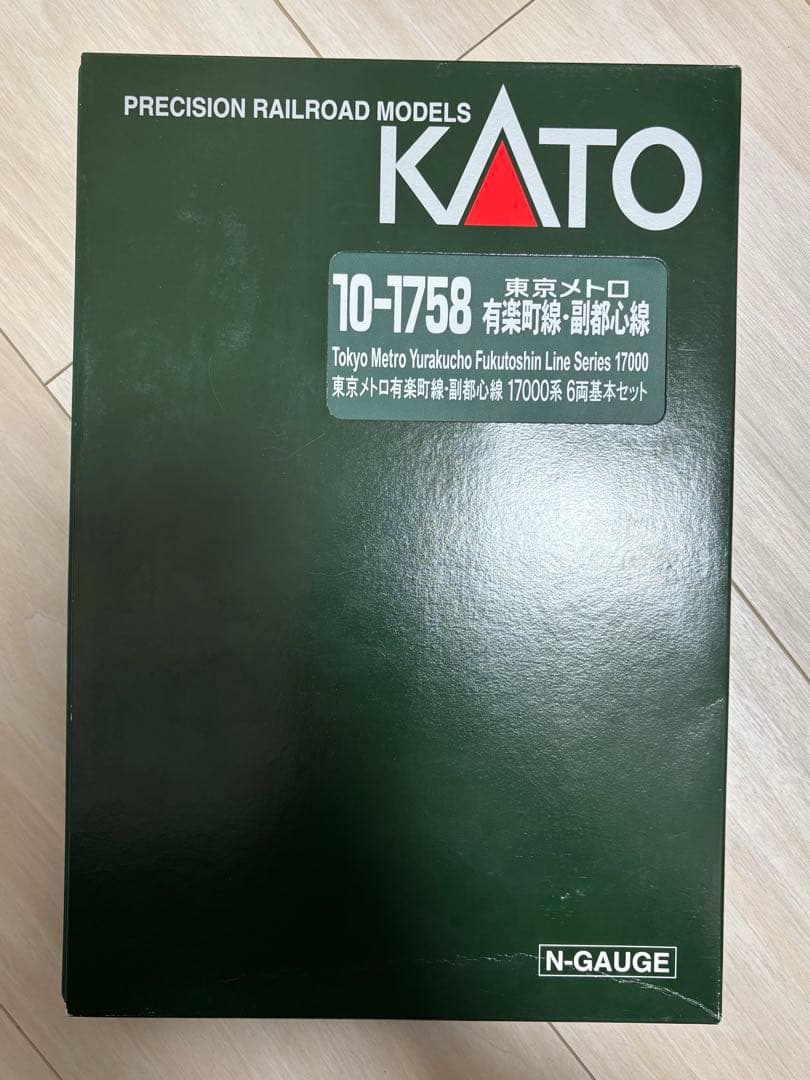 PRECISION RAILROAD MODELS
KATO
10-1758 東京メトロ
有楽町線・副都心線
Tokyo Metro Yurakucho Fukutoshin Line Series 17000
東京メトロ有楽町線・副都心線 17000系 6両基本セット
N-GAUGE